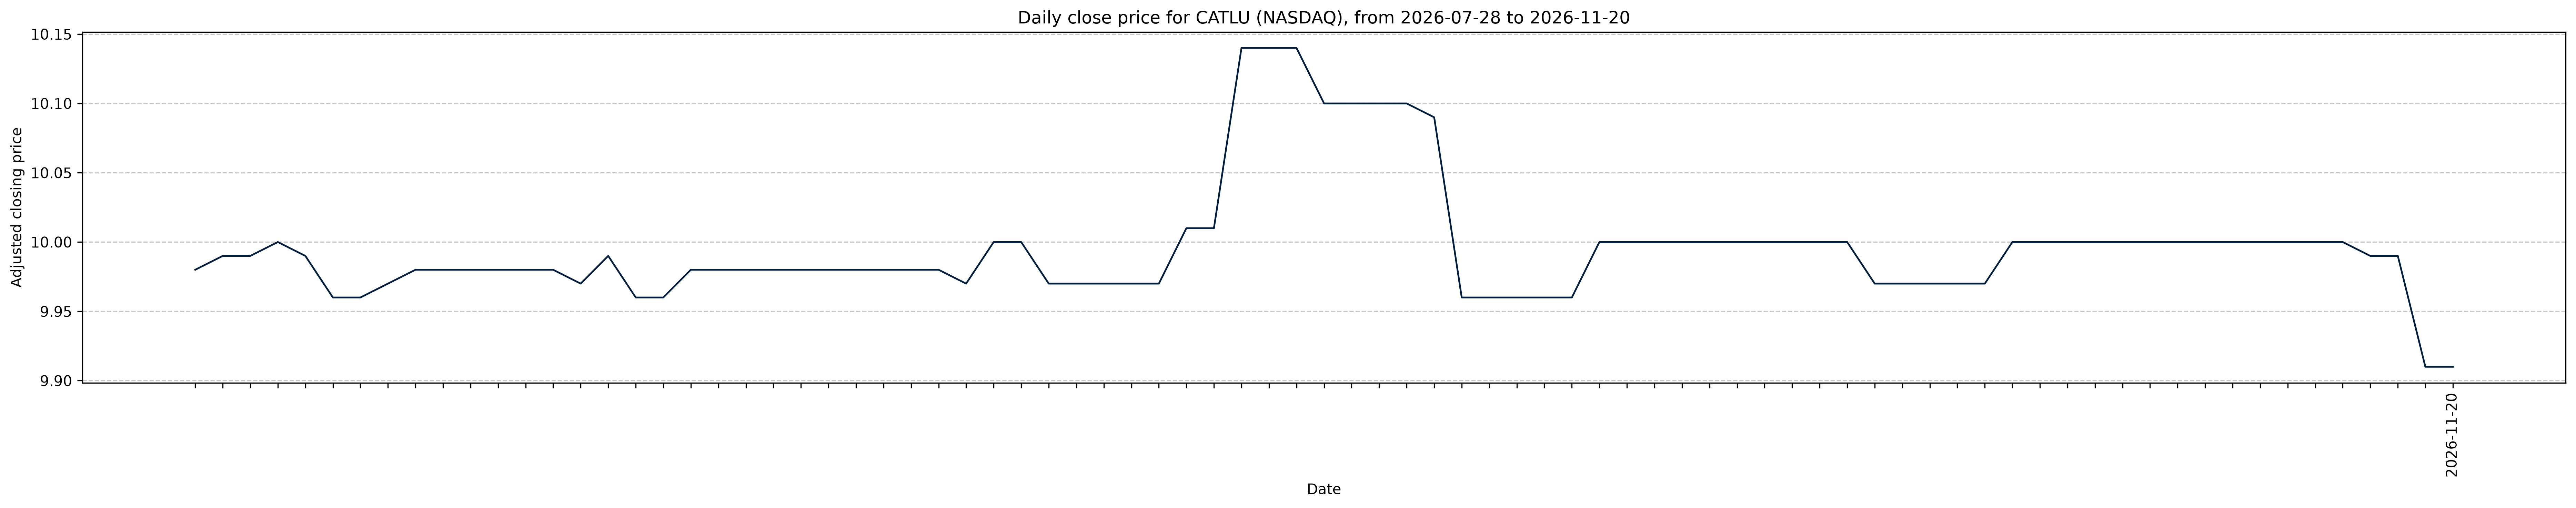 Daily close price for CATLU (NASDAQ), from 2026-07-28 to 2026-11-20
Adjusted closing price
10.15
10.10
10.05
10.00
9.95
9.90
2026-11-20
Date